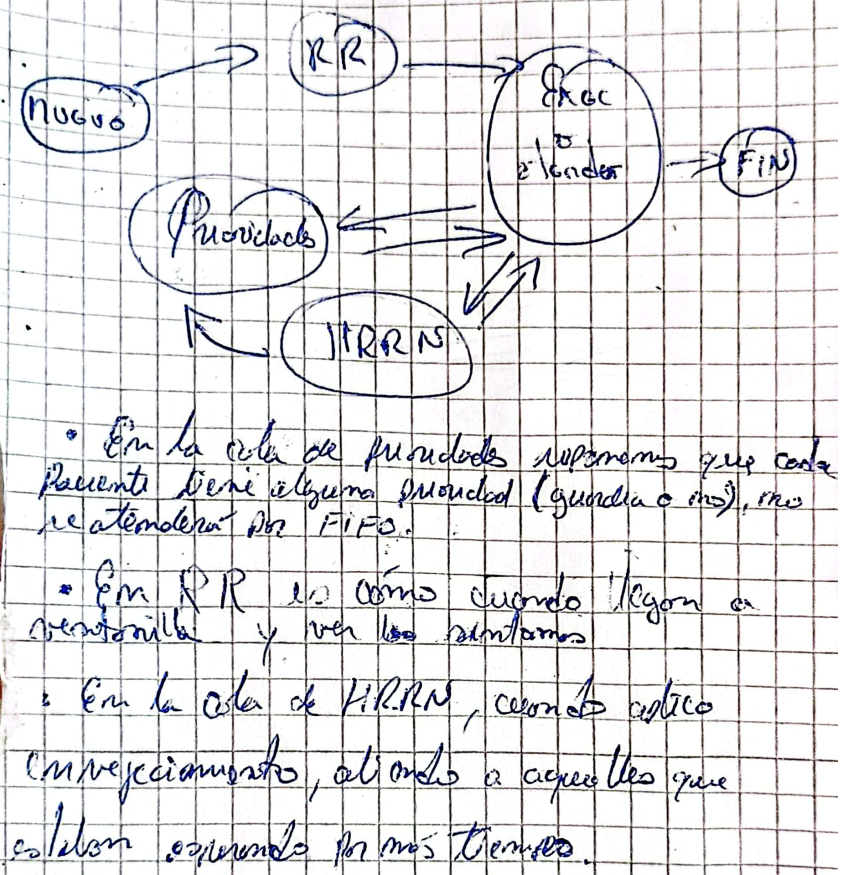 RR
Exec
o
atender
nuevo
FIN
Prioridades
HRRN
• En la cola de prioridades suponemos que cada
paciente tiene alguna prioridad (guardia o no), no
se atenderá por FIFO.
• En RR es cómo cuando llegan a
ventanilla y ven los síntomas
• En la cola de HRRN, cuando aplico
envejecimiento, atiendo a aquellos que
estaban esperando por más tiempo.